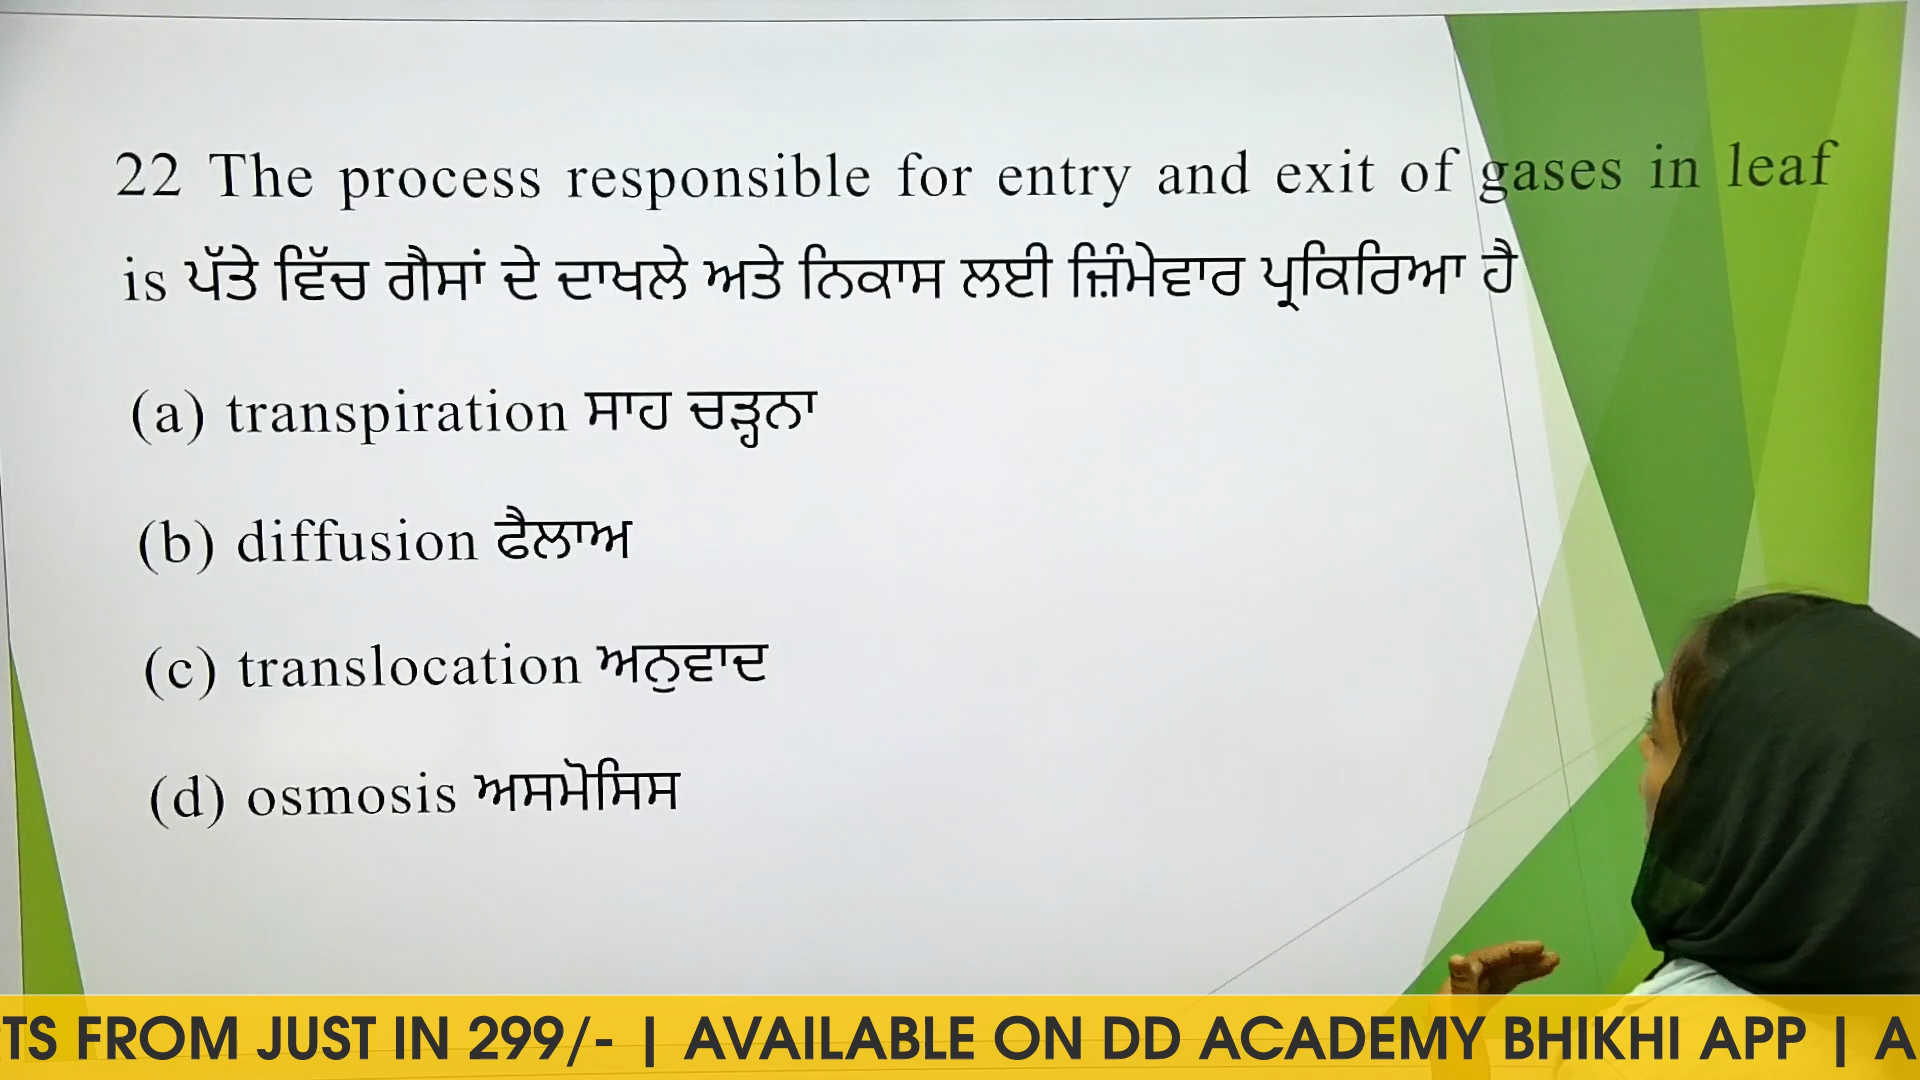 22 The process responsible for entry and exit of gases in leaf
is ਪੱਤੇ ਵਿੱਚ ਗੈਸਾਂ ਦੇ ਦਾਖਲੇ ਅਤੇ ਨਿਕਾਸ ਲਈ ਜ਼ਿੰਮੇਵਾਰ ਪ੍ਰਕਿਰਿਆ ਹੈ
(a) transpiration ਸਾਹ ਚੜ੍ਹਨਾ
(b) diffusion ਫੈਲਾਅ
(c) translocation ਅਨੁਵਾਦ
(d) osmosis ਅਸਮੋਸਿਸ
TS FROM JUST IN 299/- | AVAILABLE ON DD ACADEMY BHIKHI APP | A